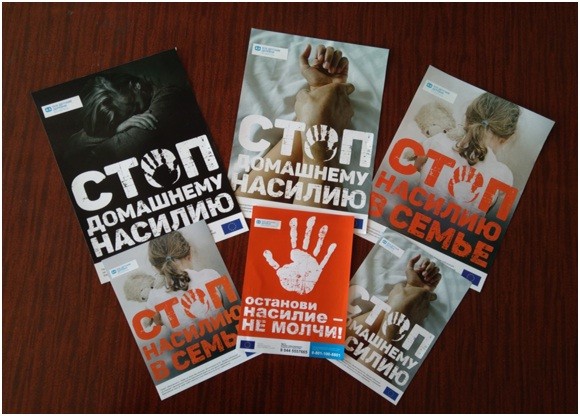 СТОП
ДОМАШНЕМУ
НАСИЛИЮ
СТОП
ДОМАШНЕМУ
НАСИЛИЮ
СТОП
НАСИЛИЮ
В СЕМЬЕ
СТОП
НАСИЛИЮ
В СЕМЬЕ
ОСТАНОВИ
НАСИЛИЕ –
НЕ МОЛЧИ!
СТОП
ДОМАШНЕМУ
НАСИЛИЮ